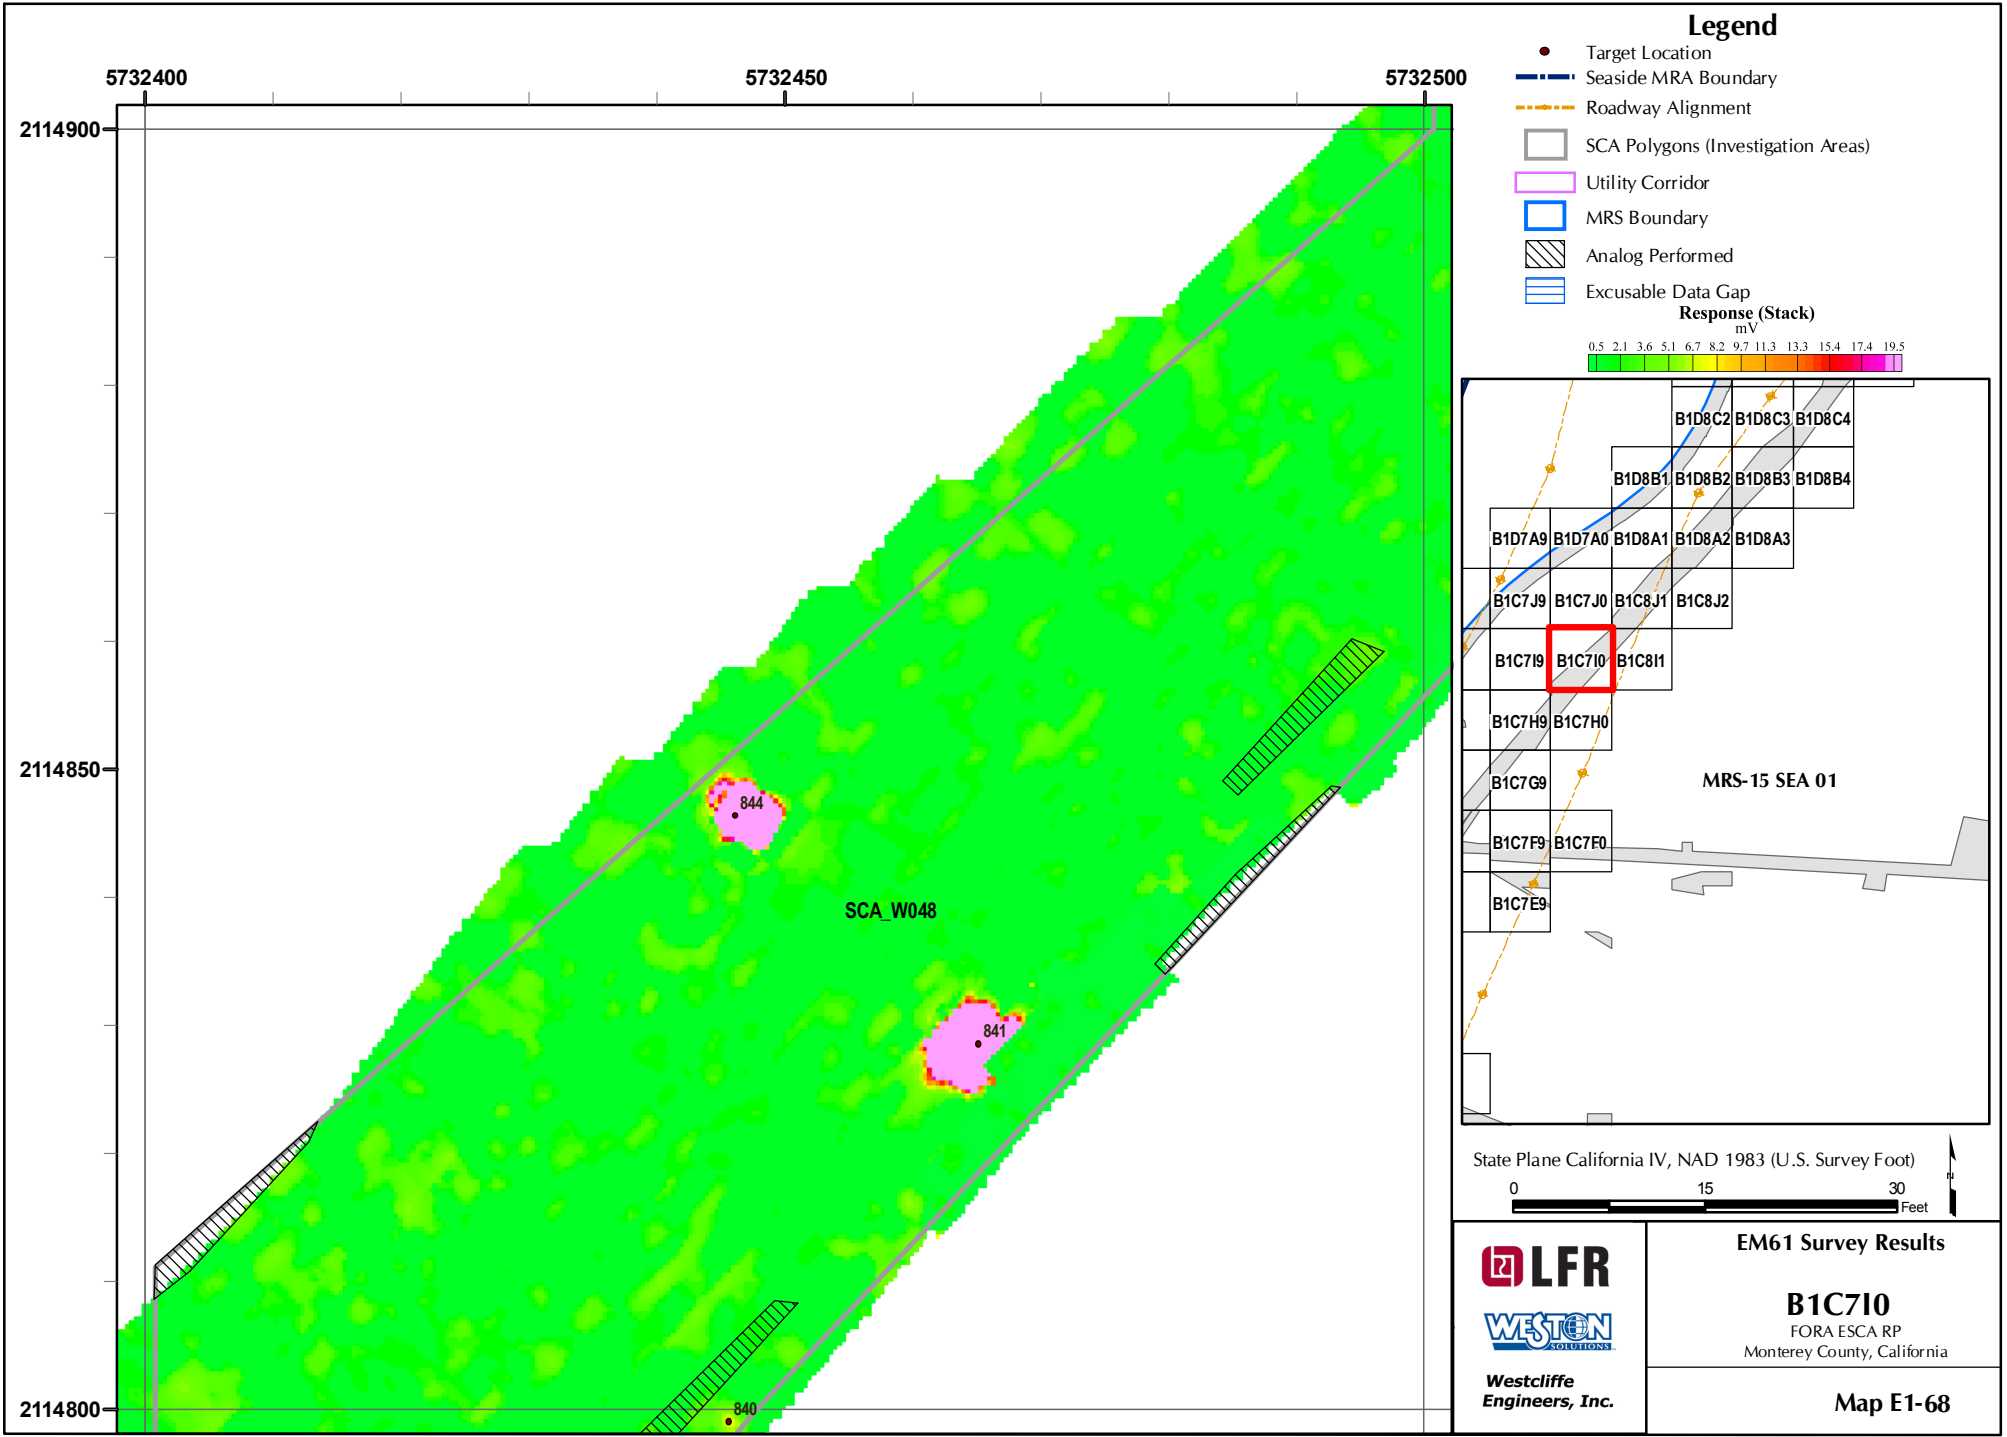 5732400
5732450
5732500
2114900
2114850
2114800
844
841
840
SCA_W048
Legend
Target Location
Seaside MRA Boundary
Roadway Alignment
SCA Polygons (Investigation Areas)
Utility Corridor
MRS Boundary
Analog Performed
Excusable Data Gap
Response (Stack)
mV
0.5 2.1 3.6 5.1 6.7 8.2 9.7 11.3 13.3 15.4 17.4 19.5
B1D8C2 B1D8C3 B1D8C4
B1D8B1 B1D8B2 B1D8B3 B1D8B4
B1D7A9 B1D7A0 B1D8A1 B1D8A2 B1D8A3
B1C7J9 B1C7J0 B1C8J1 B1C8J2
B1C7I9 B1C7I0 B1C8I1
B1C7H9 B1C7H0
B1C7G9
MRS-15 SEA 01
B1C7F9 B1C7F0
B1C7E9
State Plane California IV, NAD 1983 (U.S. Survey Foot)
0 15 30
Feet
N
LFR
WESTON
SOLUTIONS
Westcliffe
Engineers, Inc.
EM61 Survey Results
B1C7I0
FORA ESCA RP
Monterey County, California
Map E1-68